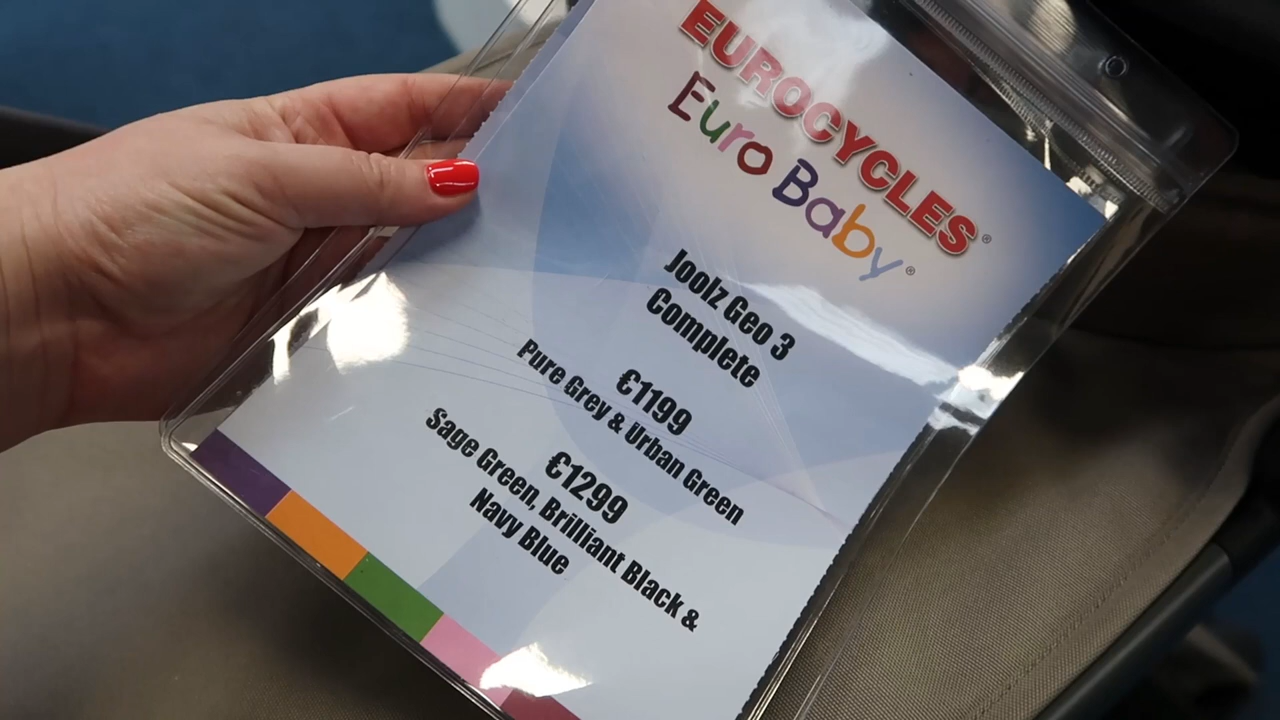 EUROCYCLES®
Euro Baby®
Joolz Geo 3
Complete
€1199
Pure Grey & Urban Green
€1299
Sage Green, Brilliant Black &
Navy Blue